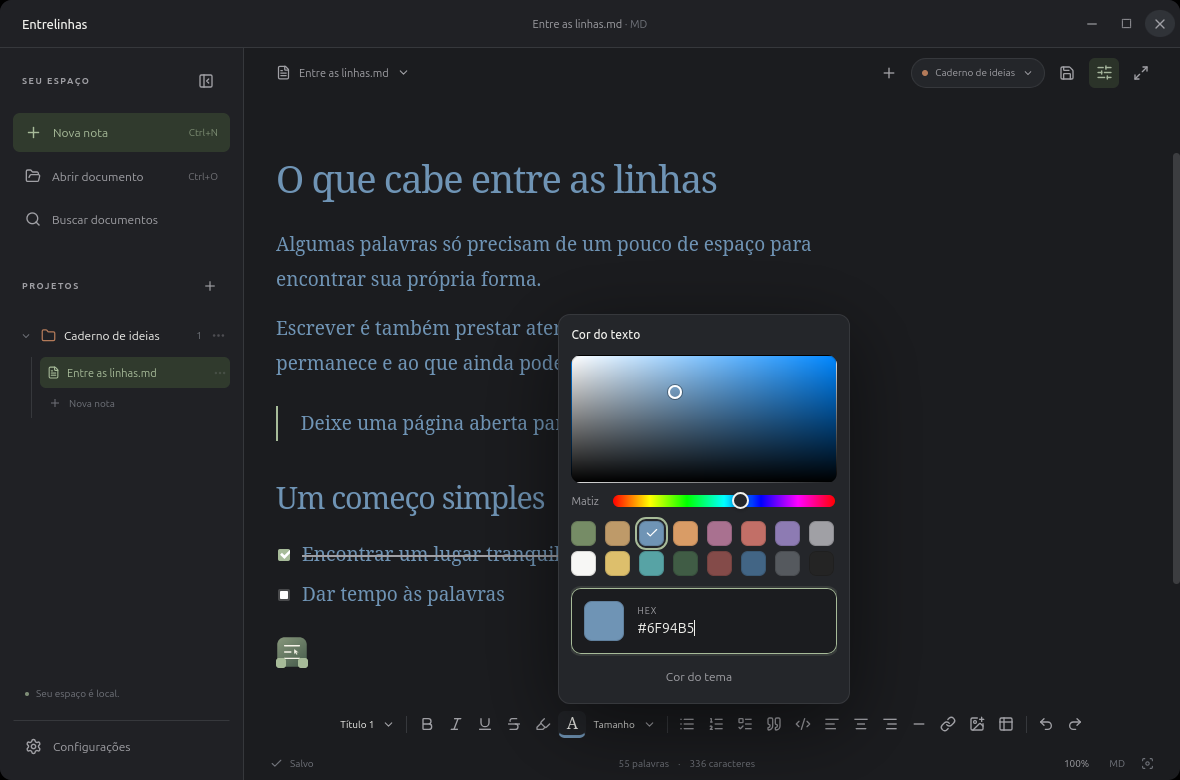 Entrelinhas
Entre as linhas.md · MD
SEU ESPAÇO
Nova nota Ctrl+N
Abrir documento Ctrl+O
Buscar documentos
PROJETOS
Caderno de ideias 1
Entre as linhas.md
Nova nota
Seu espaço é local.
Configurações
Entre as linhas.md
Caderno de ideias
O que cabe entre as linhas
Algumas palavras só precisam de um pouco de espaço para
encontrar sua própria forma.
Escrever é também prestar
permanece e ao que ainda
Deixe uma página aberta
Um começo simples
Encontrar um lugar
Dar tempo às palavras
Cor do texto
Matiz
HEX
#6F94B5
Cor do tema
Título 1
B I U S A
Tamanho
Salvo
55 palavras · 336 caracteres
100%
MD